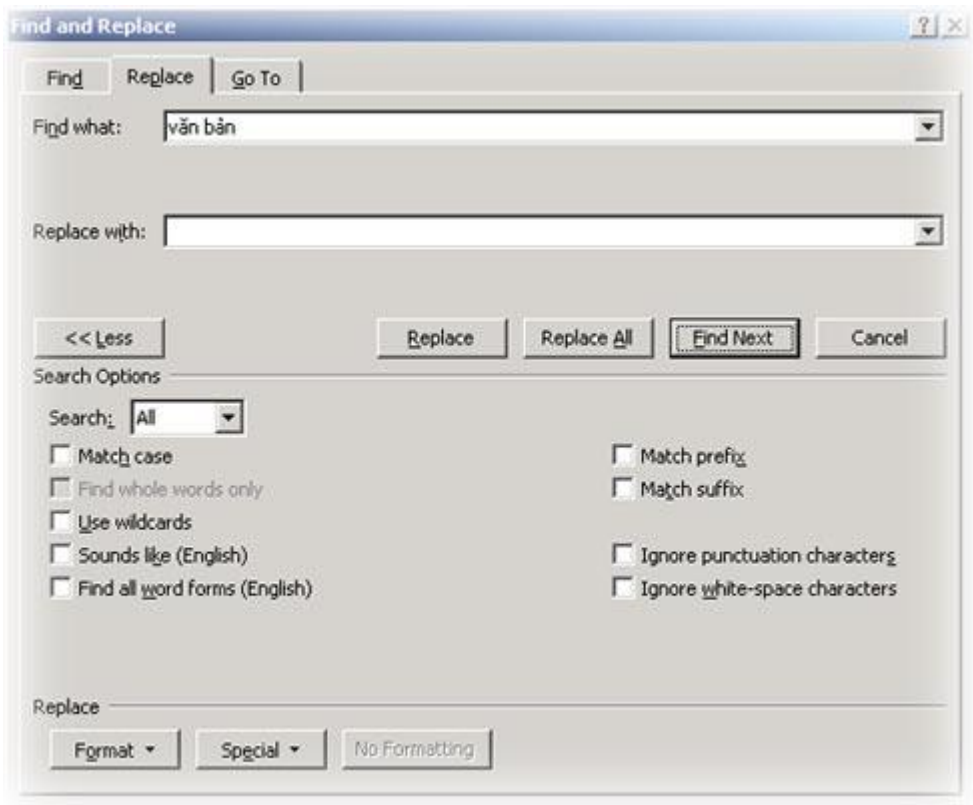 Find and Replace
Find Replace Go To
Find what: văn bản
Replace with:
<< Less Replace Replace All Find Next Cancel
Search Options
Search: All
Match case Match prefix
Find whole words only Match suffix
Use wildcards
Sounds like (English) Ignore punctuation characters
Find all word forms (English) Ignore white-space characters
Replace
Format Special No Formatting